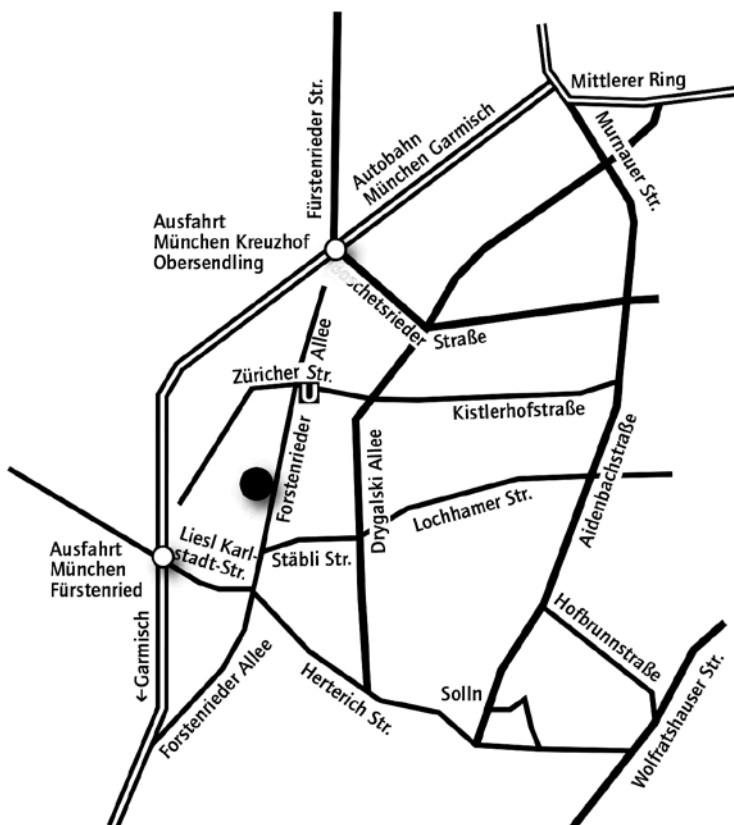 Mittlerer Ring
Fürstenrieder Str.
Autobahn
München Garmisch
Murnauer Str.
Ausfahrt
München Kreuzhof
Obersendling
Boschetsrieder
Straße
Forstenrieder Allee
Züricher Str.
U
Kistlerhofstraße
Drygalski Allee
Aidenbachstraße
Lochhamer Str.
Liesl Karl-
stadt-Str.
Stäbli Str.
Ausfahrt
München
Fürstenried
←Garmisch
Forstenrieder Allee
Herterich Str.
Solln
Hofbrunnstraße
Wolfratshauser Str.